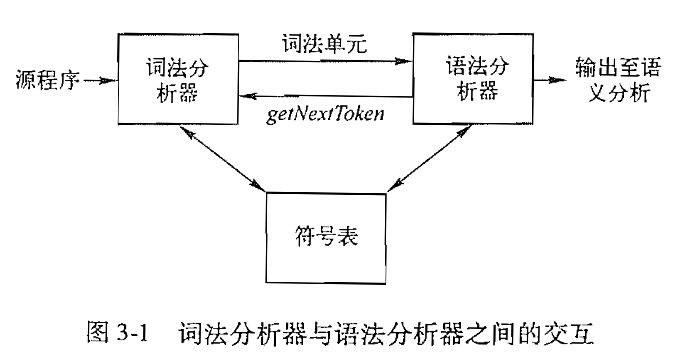 源程序
词法分
析器
词法单元
getNextToken
语法分
析器
输出至语
义分析
符号表
图 3-1 词法分析器与语法分析器之间的交互